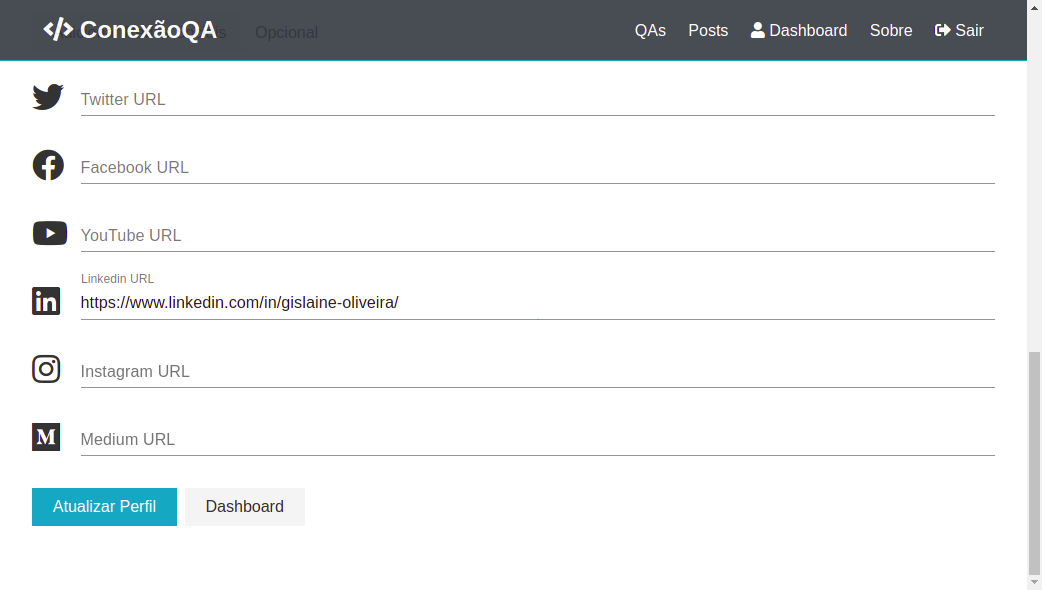 ConexãoQA Opcional QAs Posts Dashboard Sobre Sair
Twitter URL
Facebook URL
YouTube URL
Linkedin URL
https://www.linkedin.com/in/gislaine-oliveira/
Instagram URL
Medium URL
Atualizar Perfil Dashboard